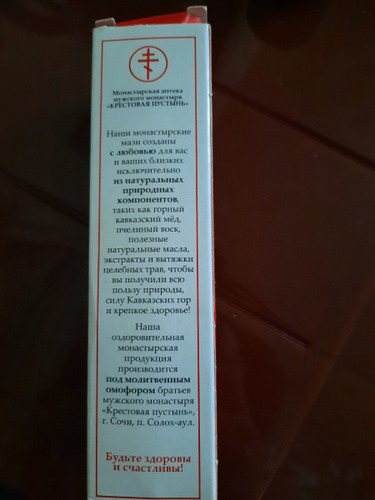 Монастырская аптека
мужского монастыря
«КРЕСТОВАЯ ПУСТЫНЬ»
Наши монастырские
мази созданы
с любовью для вас
и ваших близких
исключительно
из натуральных
природных
компонентов,
таких как горный
кавказский мёд,
пчелиный воск,
полезные
натуральные масла,
экстракты и вытяжки
целебных трав, чтобы
вы получили всю
пользу природы,
силу Кавказских гор
и крепкое здоровье!
Наша
оздоровительная
монастырская
продукция
производится
под молитвенным
омофором братьев
мужского монастыря
«Крестовая пустынь»,
г. Сочи, п. Солох-аул.
Будьте здоровы
и счастливы!